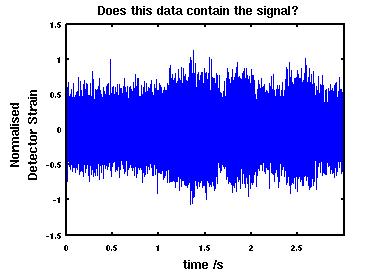 Does this data contain the signal?
1.5
1
0.5
0
-0.5
-1
-1.5
Normalised
Detector Strain
0 0.5 1 1.5 2 2.5
time /s